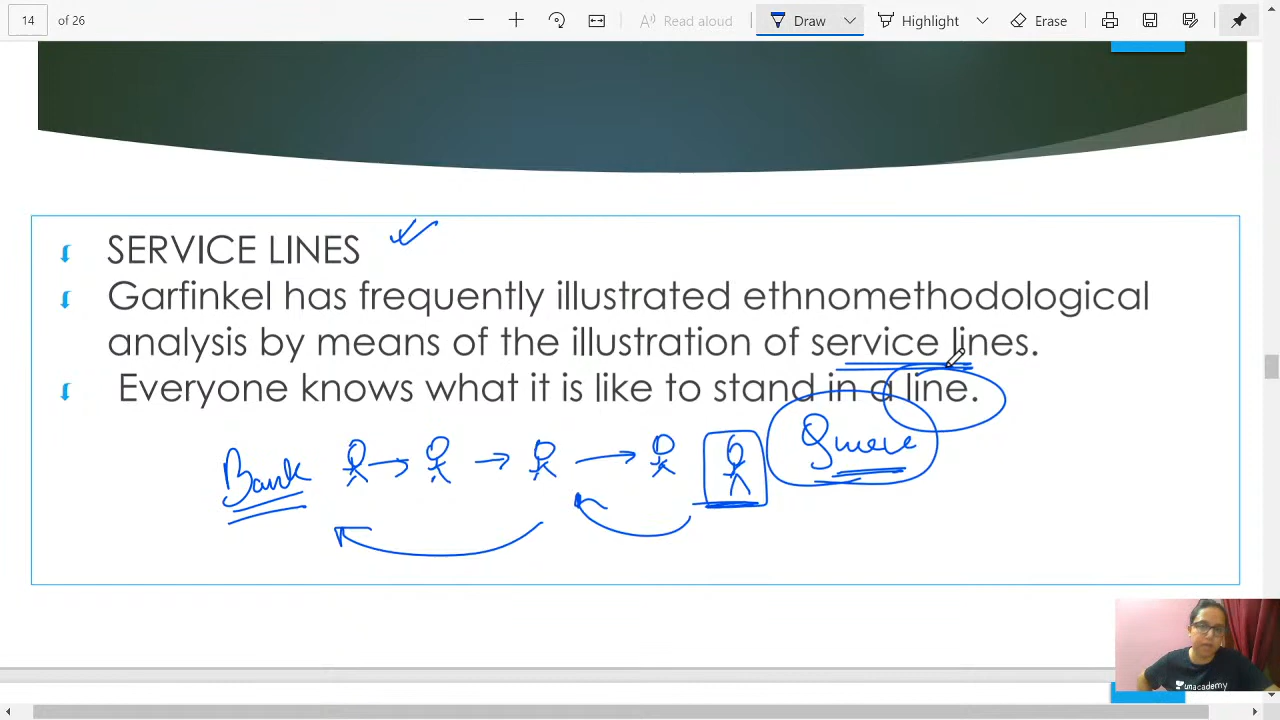 14 of 26
Read aloud
Draw
Highlight
Erase
SERVICE LINES
Garfinkel has frequently illustrated ethnomethodological
analysis by means of the illustration of service lines.
Everyone knows what it is like to stand in a line.
Queue
Bank
unacademy